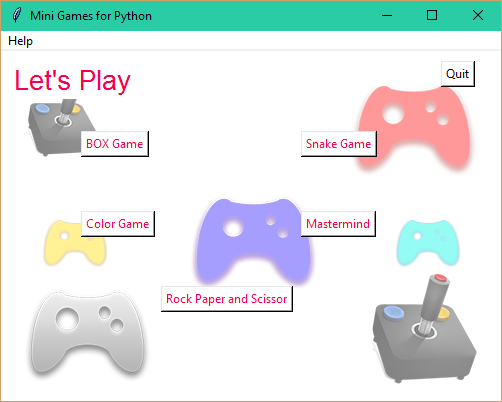 Mini Games for Python
Help
Quit
Let's Play
BOX Game
Snake Game
Color Game
Mastermind
Rock Paper and Scissor